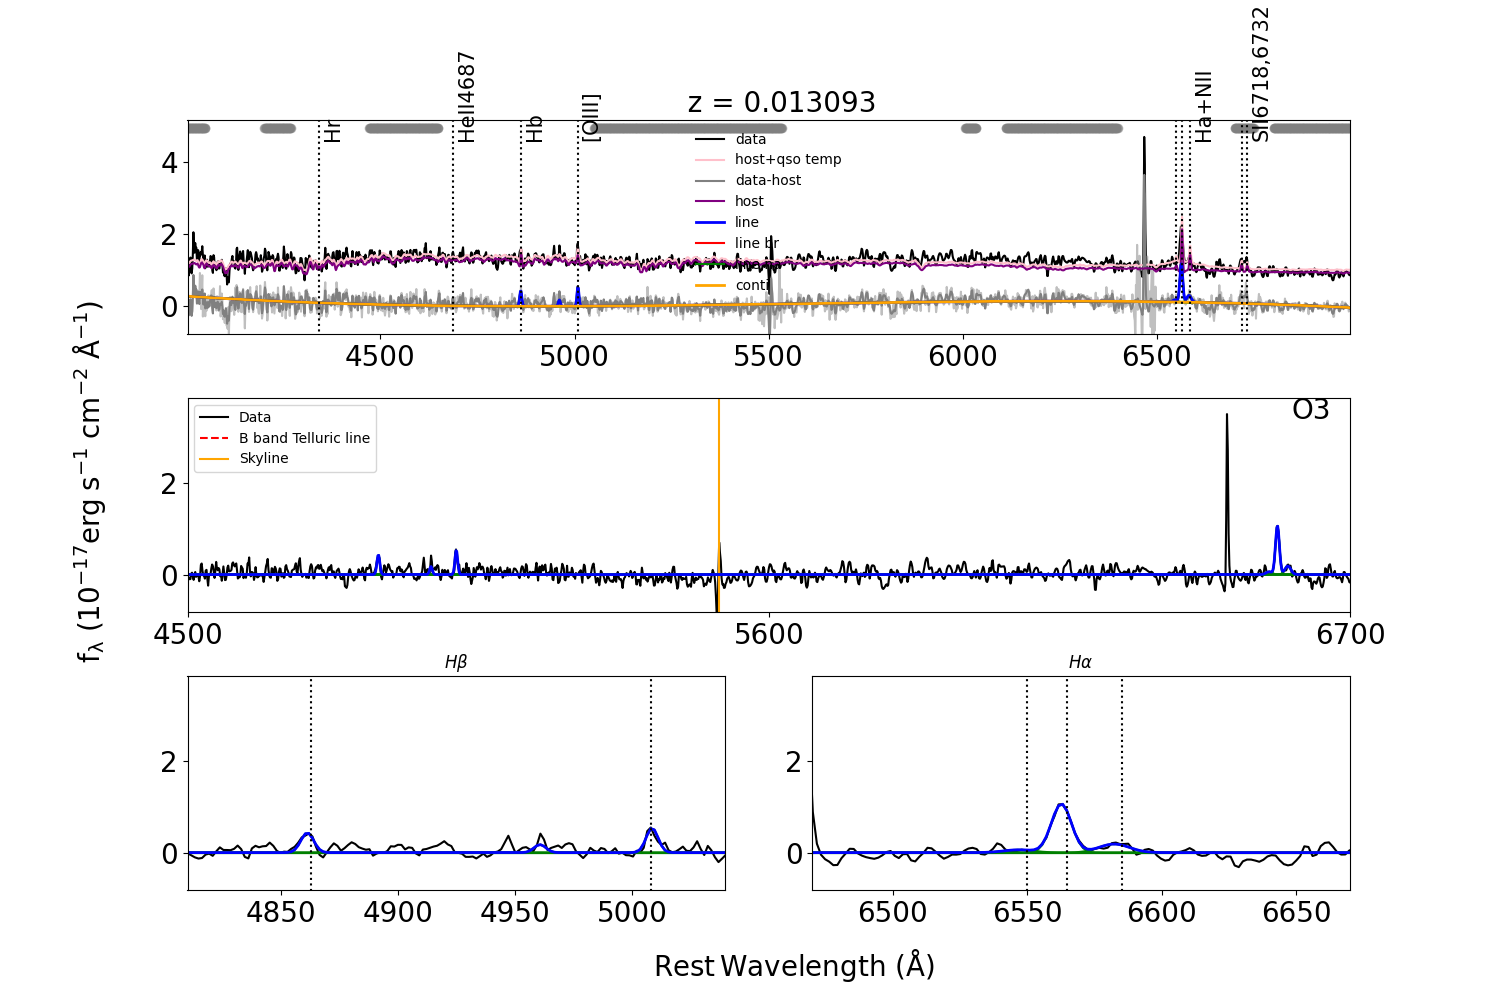 z = 0.013093
Hr
HeII4687
Hb
[OIII]
Ha+NII
SII6718,6732
data
host+qso temp
data-host
host
line
line br
conti
4
2
0
4500 5000 5500 6000 6500
O3
Data
B band Telluric line
Skyline
2
0
4500 5600 6700
fλ (10−17erg s−1 cm−2 Å−1)
Hβ
2
0
4850 4900 4950 5000
Hα
2
0
6500 6550 6600 6650
Rest Wavelength (Å)